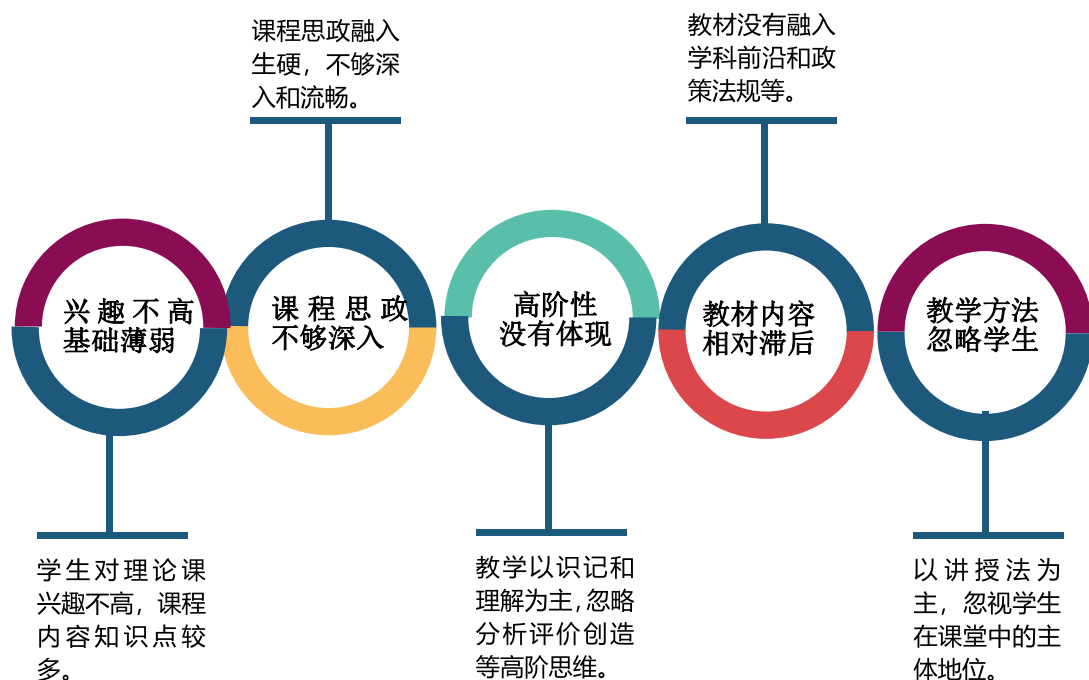 课程思政融入
生硬，不够深
入和流畅。
教材没有融入
学科前沿和政
策法规等。
兴趣不高
基础薄弱
课程思政
不够深入
高阶性
没有体现
教材内容
相对滞后
教学方法
忽略学生
学生对理论课
兴趣不高，课程
内容知识点较
多。
教学以识记和
理解为主，忽略
分析评价创造
等高阶思维。
以讲授法为
主，忽视学生
在课堂中的主
体地位。